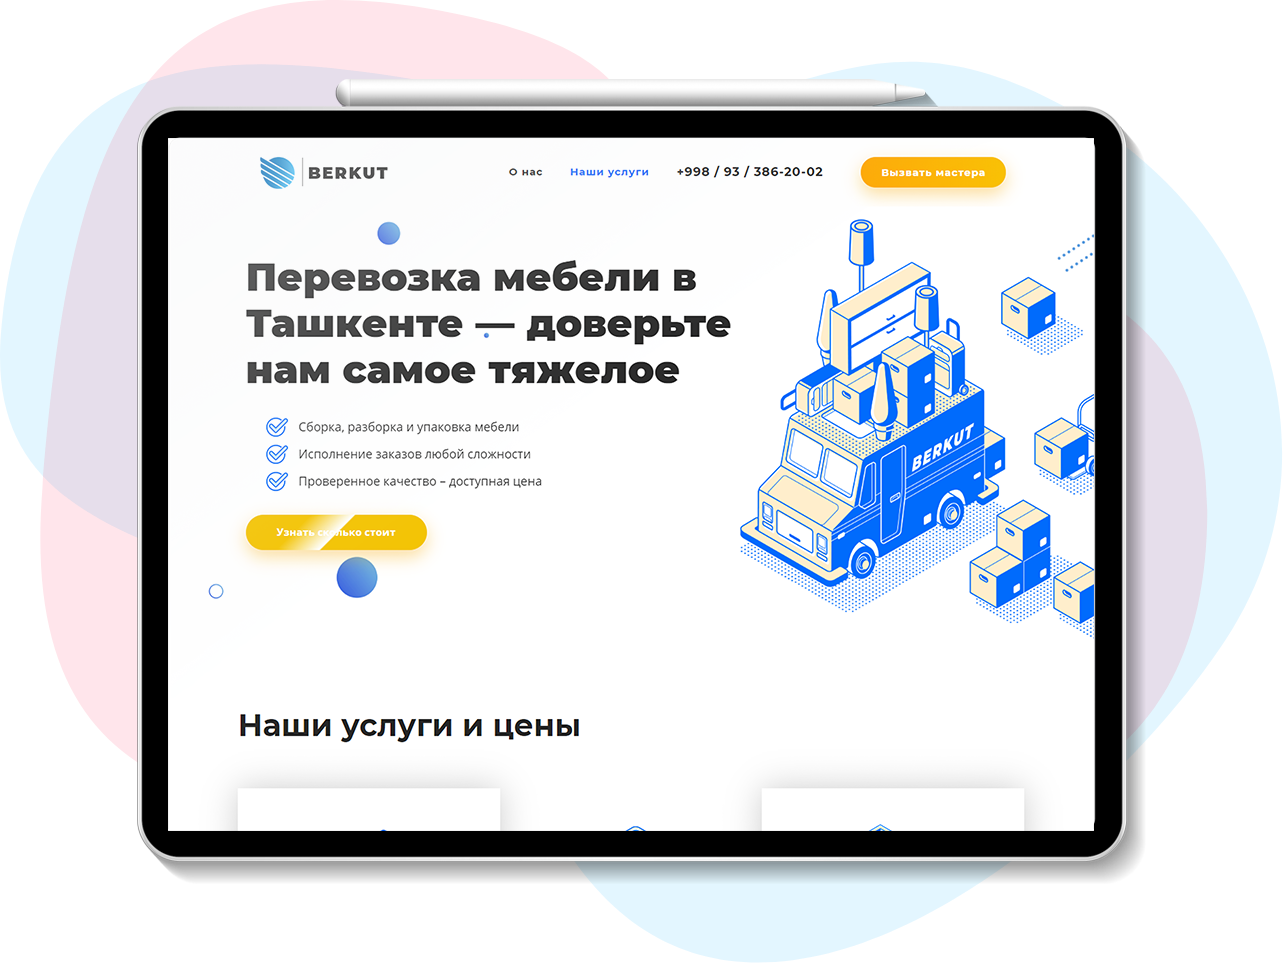 BERKUT
О нас
Наши услуги
+998 / 93 / 386-20-02
Вызвать мастера
Перевозка мебели в
Ташкенте — доверьте
нам самое тяжелое
Сборка, разборка и упаковка мебели
Исполнение заказов любой сложности
Проверенное качество – доступная цена
Узнать сколько стоит
BERKUT
Наши услуги и цены